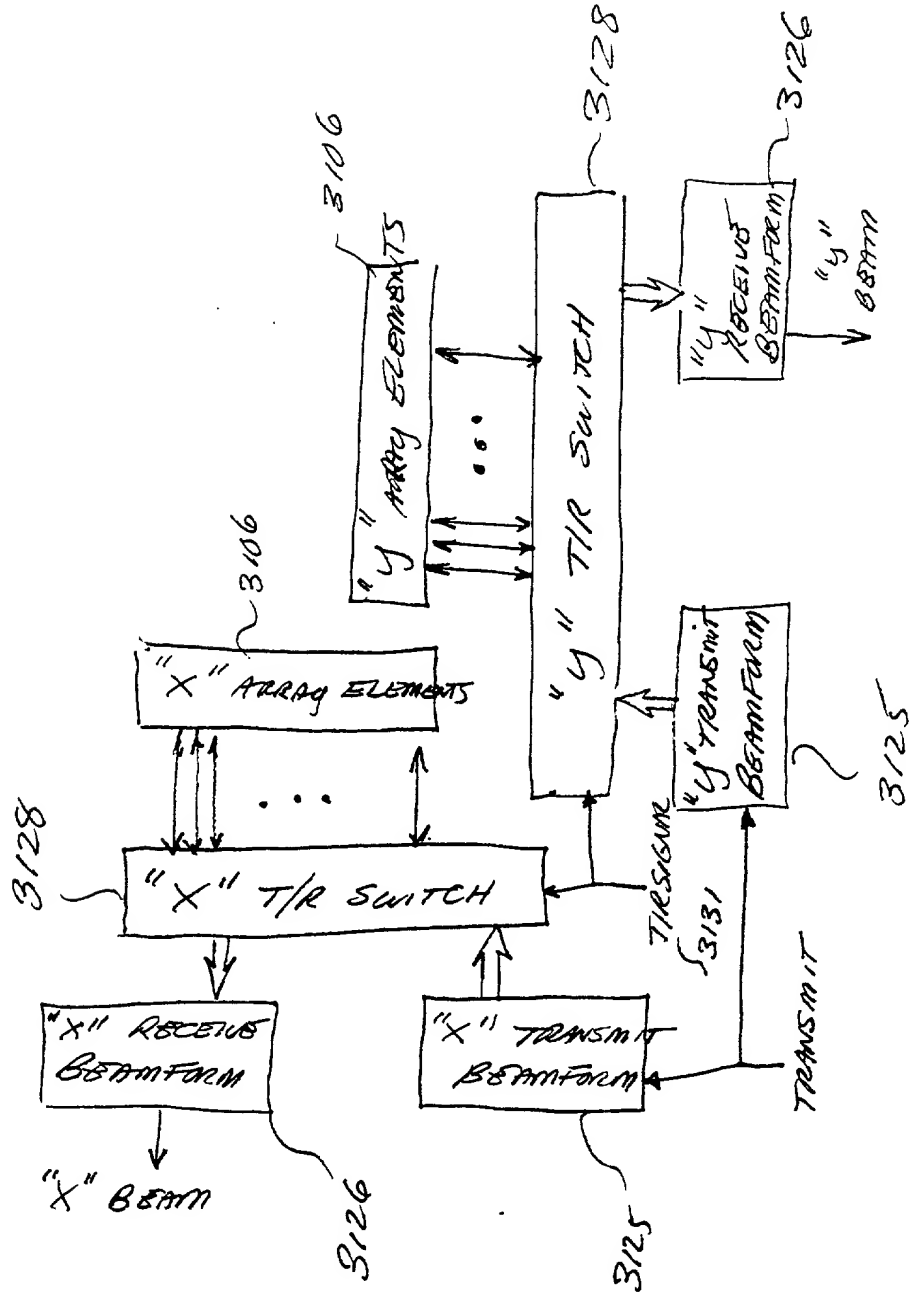 3128
"X" RECEIVE
BEAMFORM
"X" BEAM
3126
"X" T/R SWITCH
"X" ARRAY ELEMENTS
3106
"X" TRANSMIT
BEAMFORM
3125
T/R SIGNAL
3131
TRANSMIT
"Y" ARRAY ELEMENTS
3106
"Y" T/R SWITCH
3128
"Y" TRANSMIT
BEAMFORM
3125
"Y"
RECEIVE
BEAMFORM
3126
"Y"
BEAM